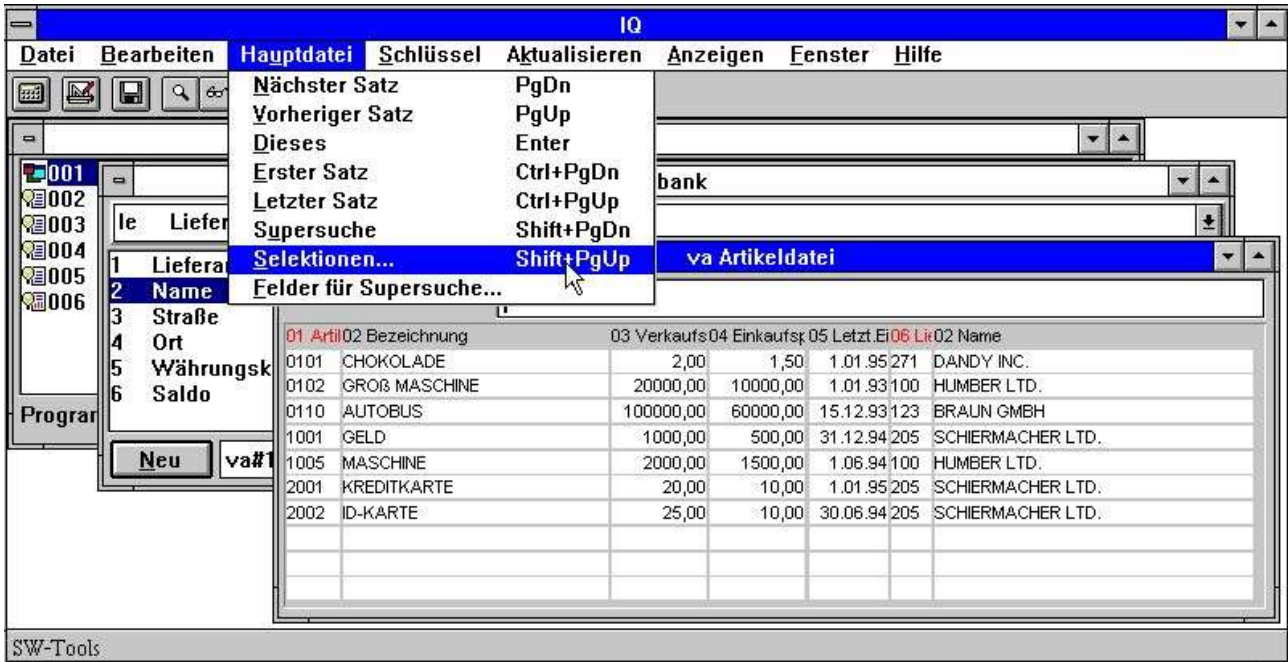 IQ
Datei Bearbeiten Hauptdatei Schlüssel Aktualisieren Anzeigen Fenster Hilfe
Nächster Satz PgDn
Vorheriger Satz PgUp
Dieses Enter
Erster Satz Ctrl+PgDn
Letzter Satz Ctrl+PgUp
Supersuche Shift+PgDn
Selektionen... Shift+PgUp
Felder für Supersuche...
001
002
003
004
005
006
Program
bank
le Liefer
1 Liefera
2 Name
3 Straße
4 Ort
5 Währungsk
6 Saldo
Neu va#1
va Artikeldatei
01 Artil 02 Bezeichnung 03 Verkaufs 04 Einkaufsp 05 Letzt.Ei 06 Lie 02 Name
0101 CHOKOLADE 2,00 1,50 1.01.95 271 DANDY INC.
0102 GROß MASCHINE 20000,00 10000,00 1.01.93 100 HUMBER LTD.
0110 AUTOBUS 100000,00 60000,00 15.12.93 123 BRAUN GMBH
1001 GELD 1000,00 500,00 31.12.94 205 SCHIERMACHER LTD.
1005 MASCHINE 2000,00 1500,00 1.06.94 100 HUMBER LTD.
2001 KREDITKARTE 20,00 10,00 1.01.95 205 SCHIERMACHER LTD.
2002 ID-KARTE 25,00 10,00 30.06.94 205 SCHIERMACHER LTD.
SW-Tools